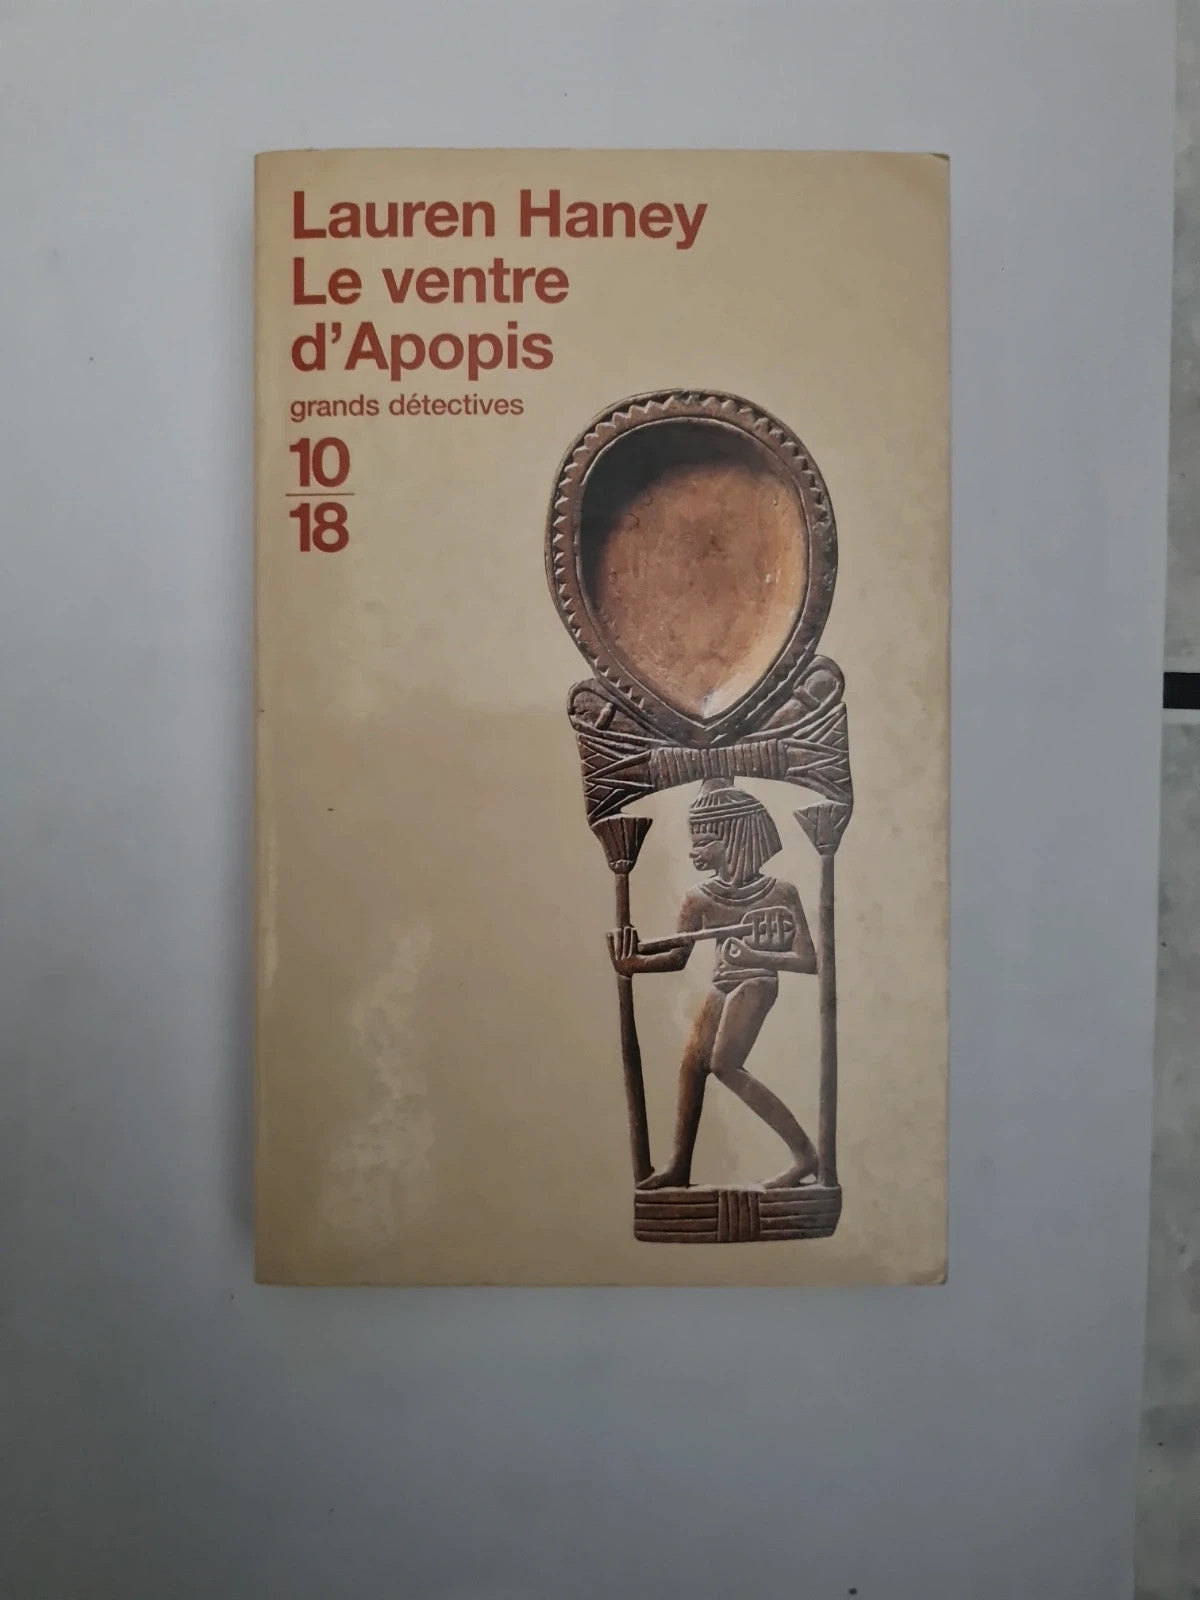 Lauren Haney
Le ventre
d'Apopis
grands détectives
10
18